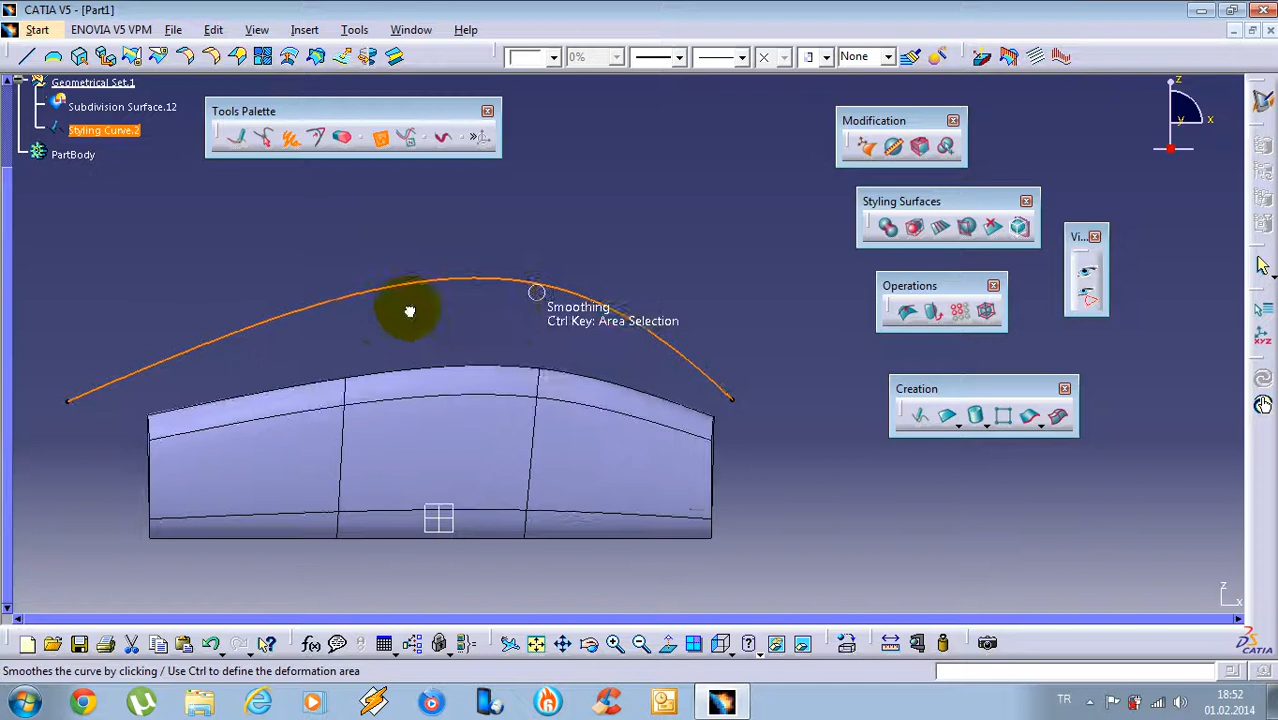 CATIA V5 - [Part1]
Start ENOVIA V5 VPM File Edit View Insert Tools Window Help
0% None
Geometrical Set.1
Subdivision Surface.12
Styling Curve.2
PartBody
Tools Palette
Modification
Styling Surfaces
Vi...
Operations
Creation
z
y x
Smoothing
Ctrl Key: Area Selection
XYZ
z
x
f(x)
CATIA
Smoothes the curve by clicking / Use Ctrl to define the deformation area
TR
18:52
01.02.2014